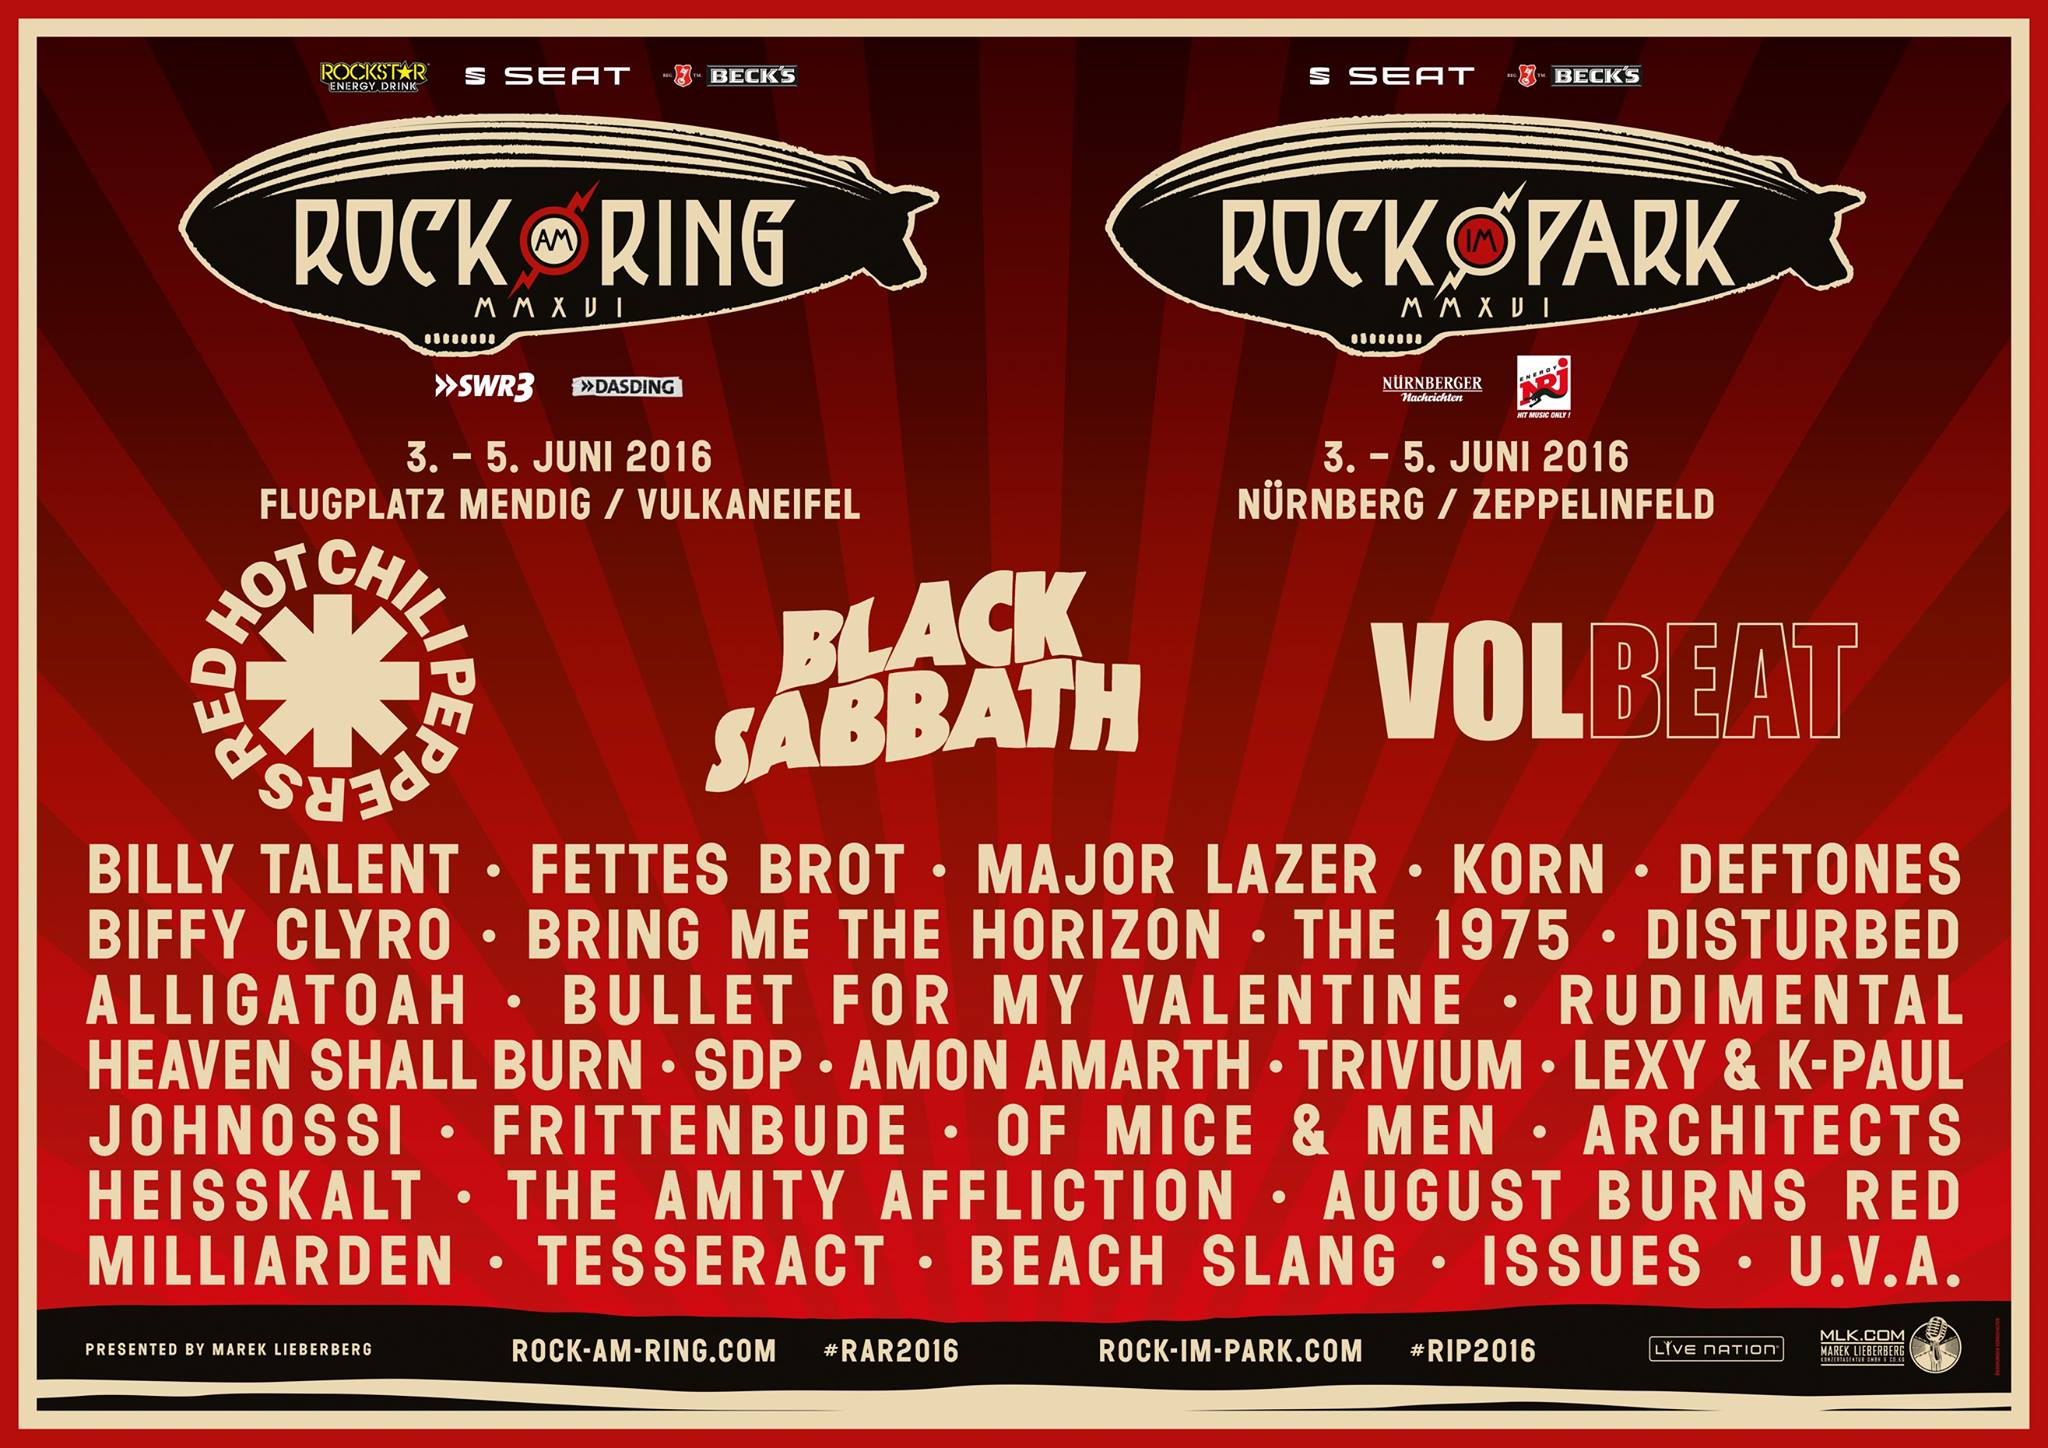 ROCKSTAR ENERGY DRINK
SEAT
BECK'S
SEAT
BECK'S
ROCK AM RING
MMXVI
ROCK IM PARK
MMXVI
SWR3
DASDING
NÜRNBERGER
Nachrichten
ENERGY
NRJ
HIT MUSIC ONLY!
3. – 5. JUNI 2016
FLUGPLATZ MENDIG / VULKANEIFEL
3. – 5. JUNI 2016
NÜRNBERG / ZEPPELINFELD
RED HOT CHILI PEPPERS
BLACK
SABBATH
VOLBEAT
BILLY TALENT • FETTES BROT • MAJOR LAZER • KORN • DEFTONES
BIFFY CLYRO • BRING ME THE HORIZON • THE 1975 • DISTURBED
ALLIGATOAH • BULLET FOR MY VALENTINE • RUDIMENTAL
HEAVEN SHALL BURN • SDP • AMON AMARTH • TRIVIUM • LEXY & K-PAUL
JOHNOSSI • FRITTENBUDE • OF MICE & MEN • ARCHITECTS
HEISSKALT • THE AMITY AFFLICTION • AUGUST BURNS RED
MILLIARDEN • TESSERACT • BEACH SLANG • ISSUES • U.V.A.
PRESENTED BY MAREK LIEBERBERG
ROCK-AM-RING.COM #RAR2016
ROCK-IM-PARK.COM #RIP2016
LIVE NATION
MLK.COM
MAREK LIEBERBERG
KONZERTAGENTUR GMBH & CO.KG